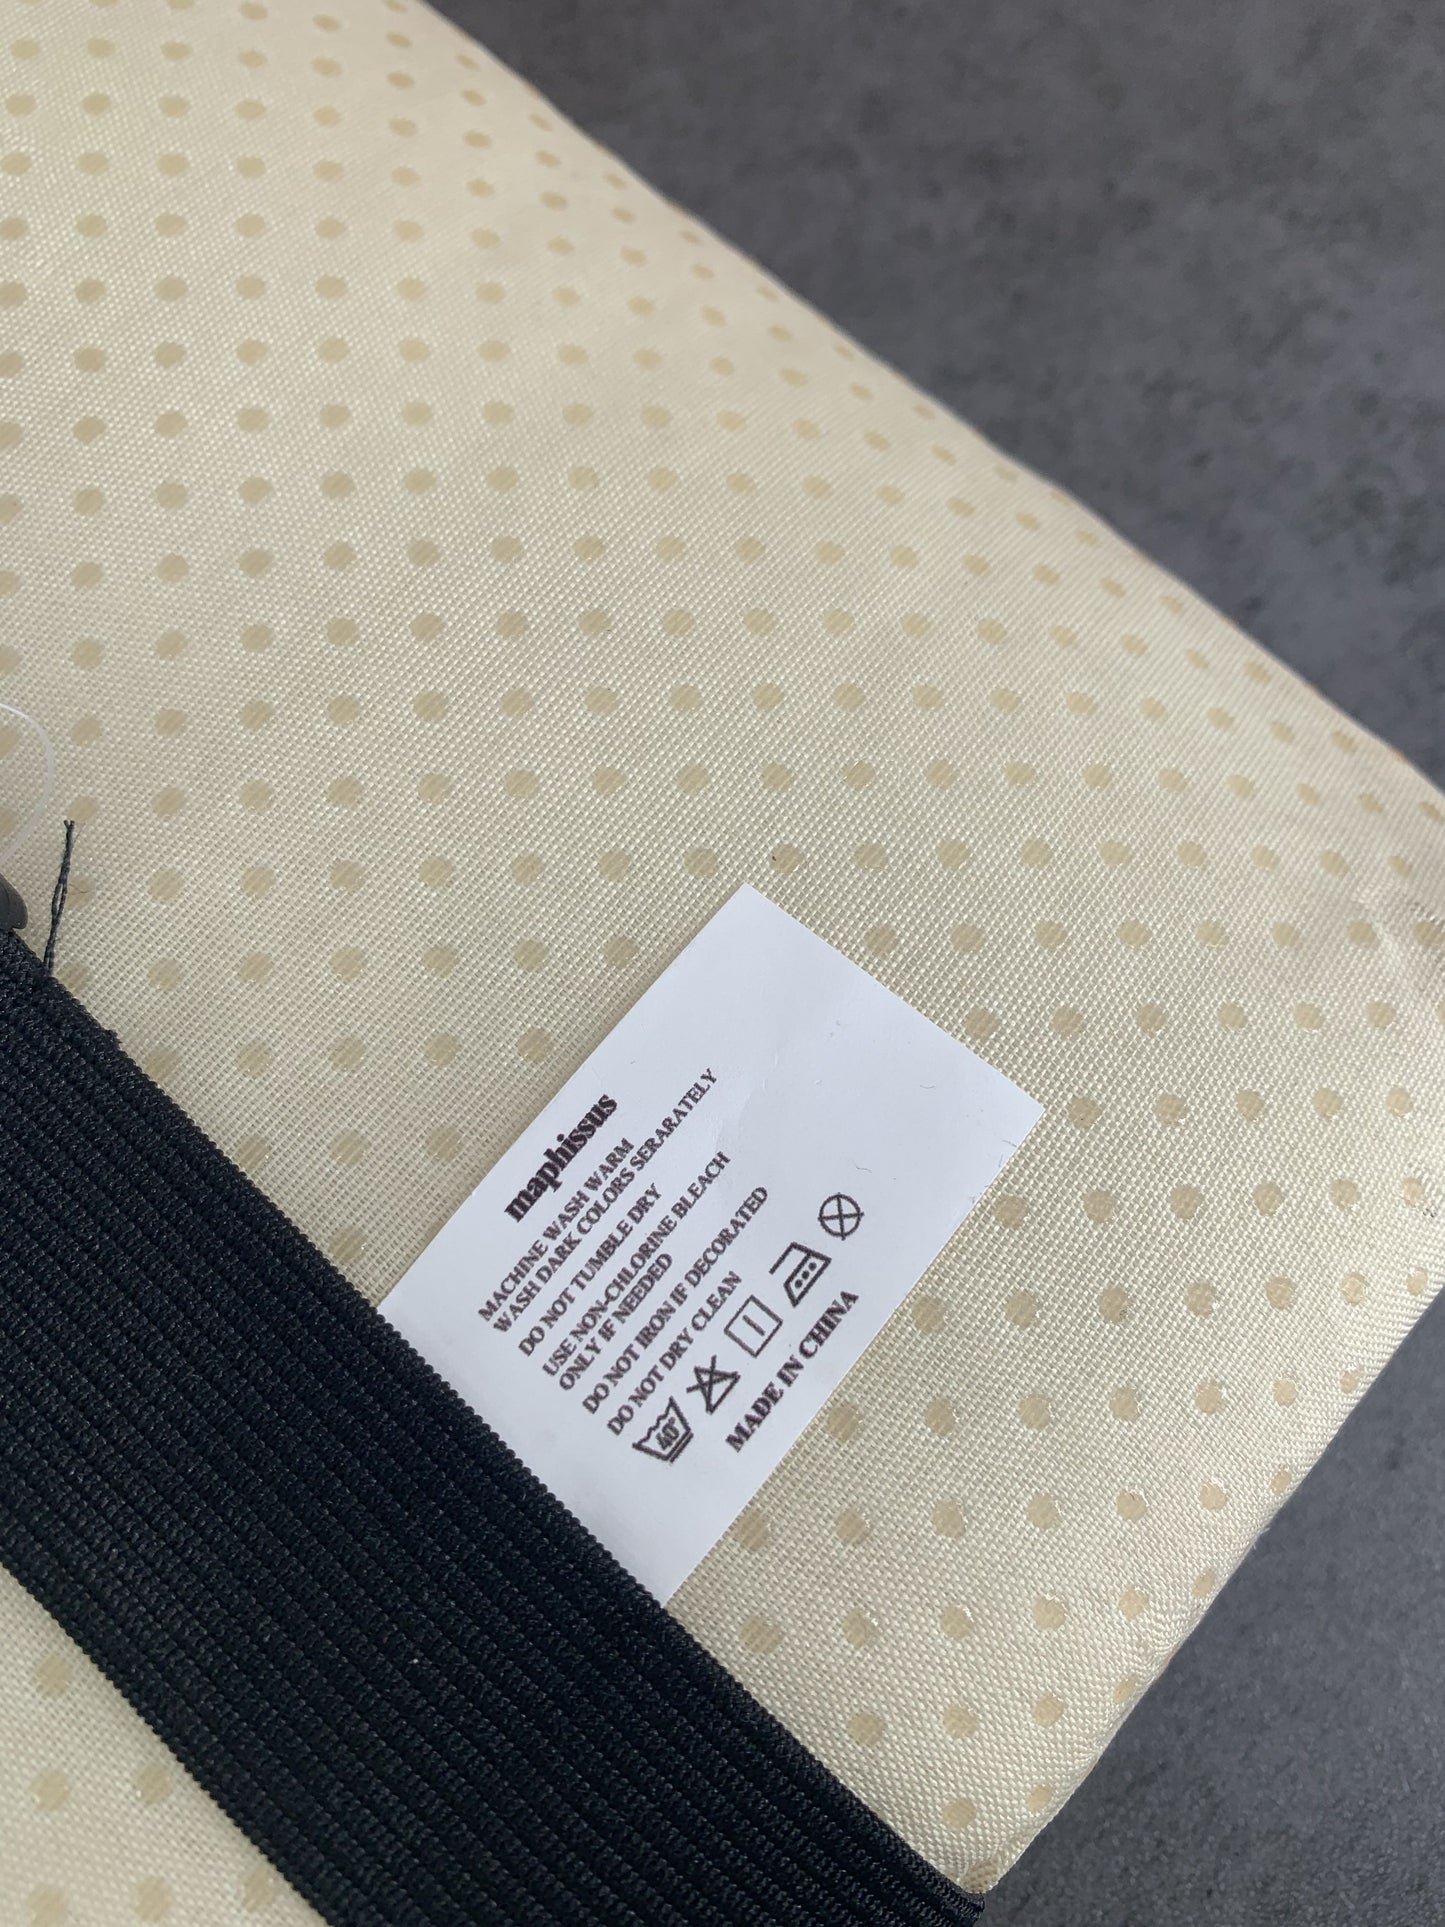 maphissus
MACHINE WASH WARM
WASH DARK COLORS SERARATELY
DO NOT TUMBLE DRY
USE NON-CHLORINE BLEACH
ONLY IF NEEDED
DO NOT IRON IF DECORATED
DO NOT DRY CLEAN
40°
MADE IN CHINA